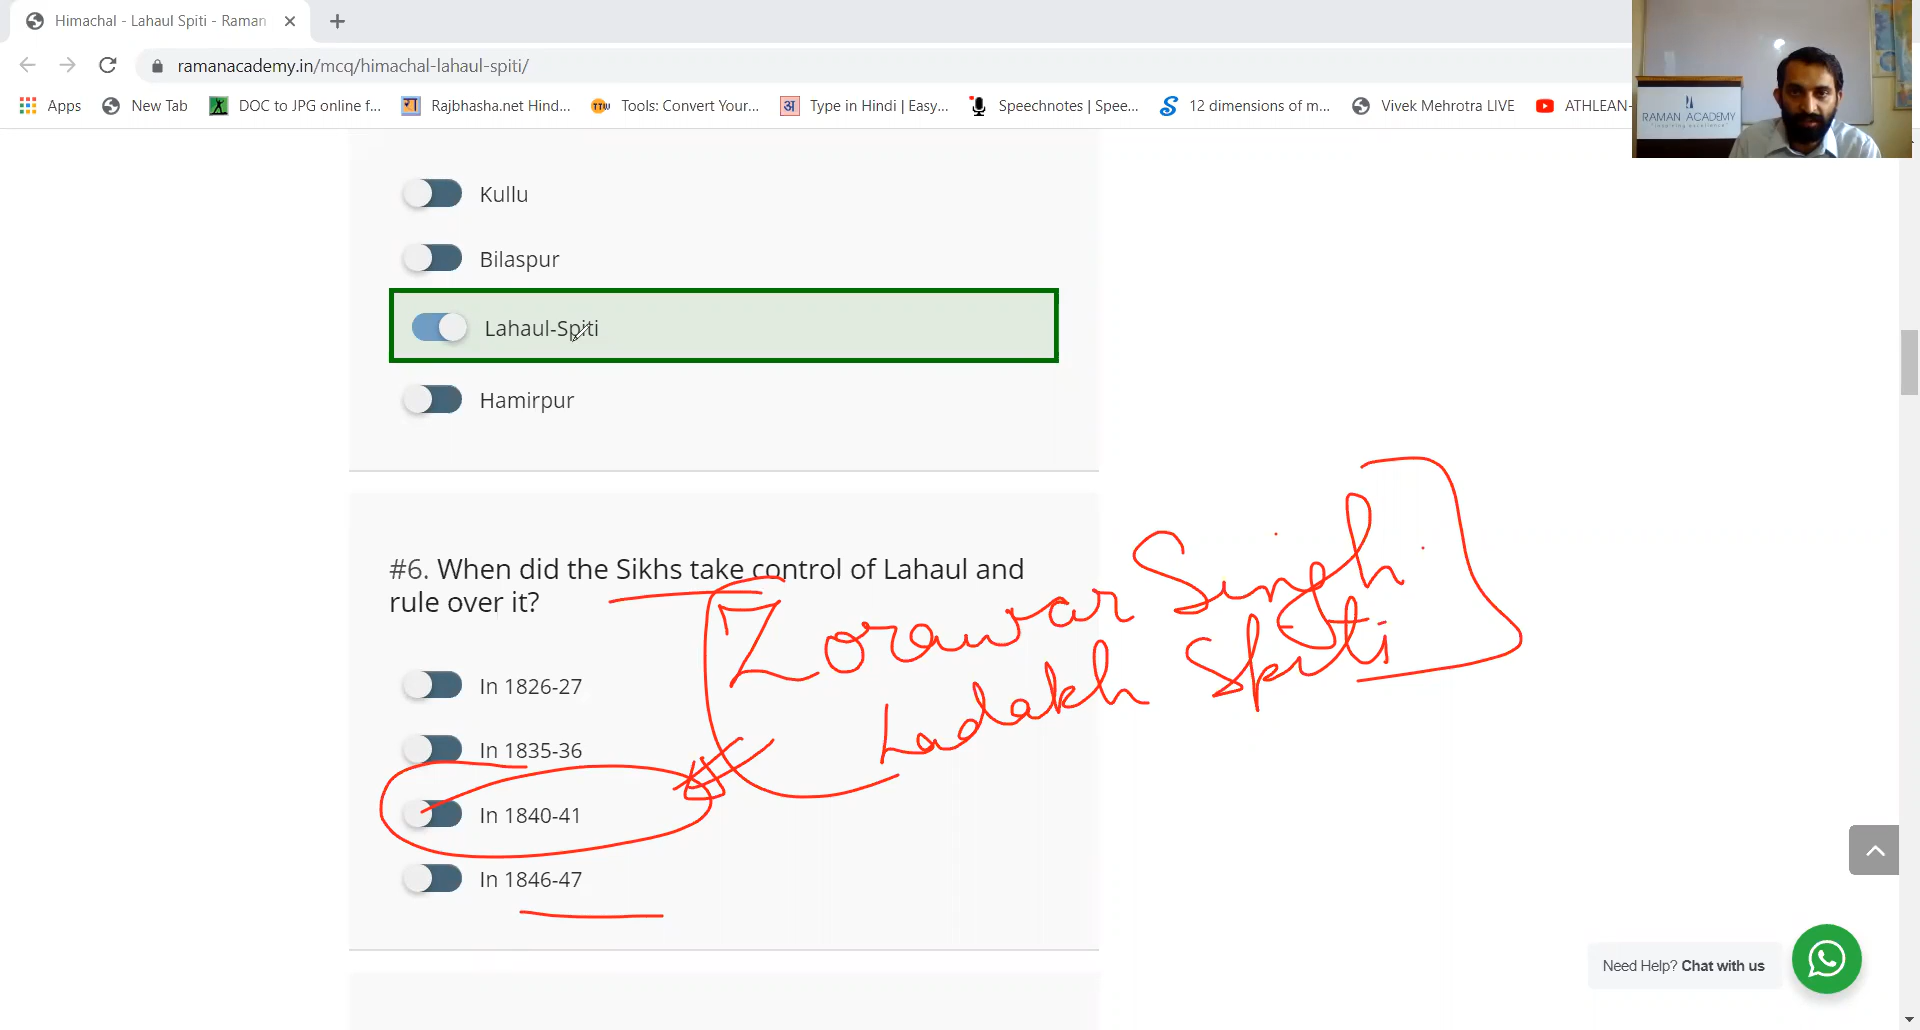 Himachal - Lahaul Spiti - Raman
ramanacademy.in/mcq/himachal-lahaul-spiti/
Apps New Tab DOC to JPG online f... Rajbhasha.net Hind... Tools: Convert Your... Type in Hindi | Easy... Speechnotes | Spee... 12 dimensions of m... Vivek Mehrotra LIVE ATHLEAN-
RAMAN ACADEMY
Kullu
Bilaspur
Lahaul-Spiti
Hamirpur
#6. When did the Sikhs take control of Lahaul and
rule over it?
Zorawar Singh
Ladakh Spiti
In 1826-27
In 1835-36
In 1840-41
In 1846-47
Need Help? Chat with us